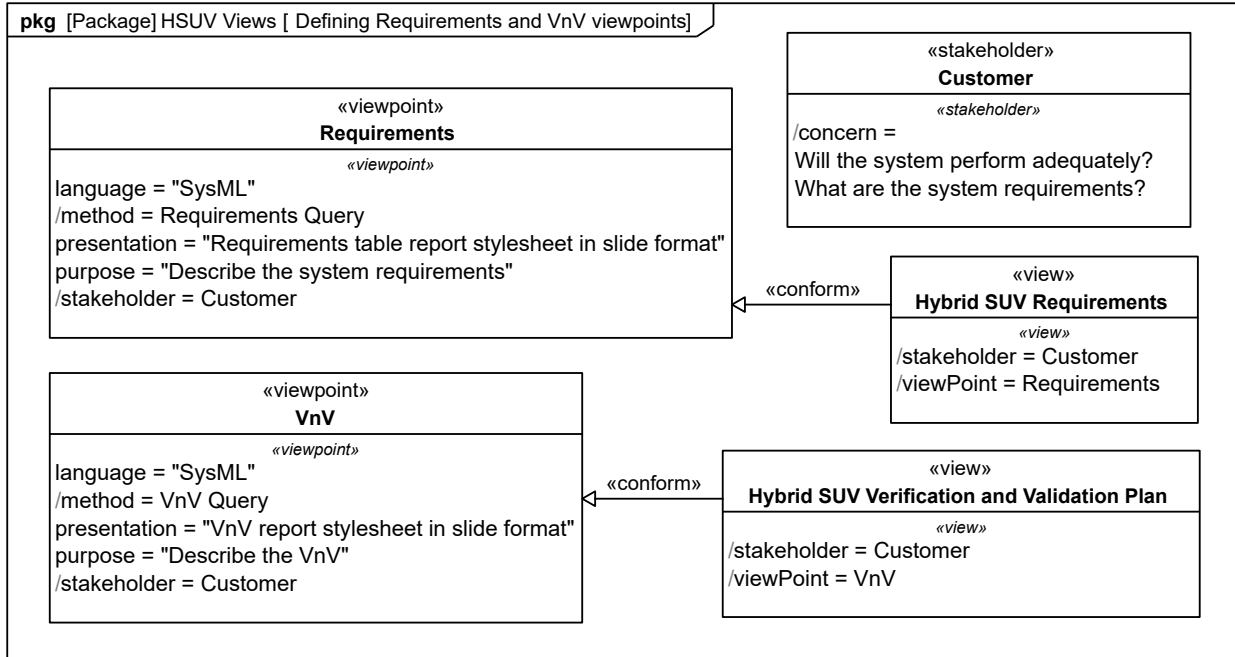 pkg [Package] HSUV Views [ Defining Requirements and VnV viewpoints]
«stakeholder»
Customer
«stakeholder»
/concern =
Will the system perform adequately?
What are the system requirements?
«viewpoint»
Requirements
«viewpoint»
language = "SysML"
/method = Requirements Query
presentation = "Requirements table report stylesheet in slide format"
purpose = "Describe the system requirements"
/stakeholder = Customer
«conform»
«view»
Hybrid SUV Requirements
«view»
/stakeholder = Customer
/viewPoint = Requirements
«viewpoint»
VnV
«viewpoint»
language = "SysML"
/method = VnV Query
presentation = "VnV report stylesheet in slide format"
purpose = "Describe the VnV"
/stakeholder = Customer
«conform»
«view»
Hybrid SUV Verification and Validation Plan
«view»
/stakeholder = Customer
/viewPoint = VnV